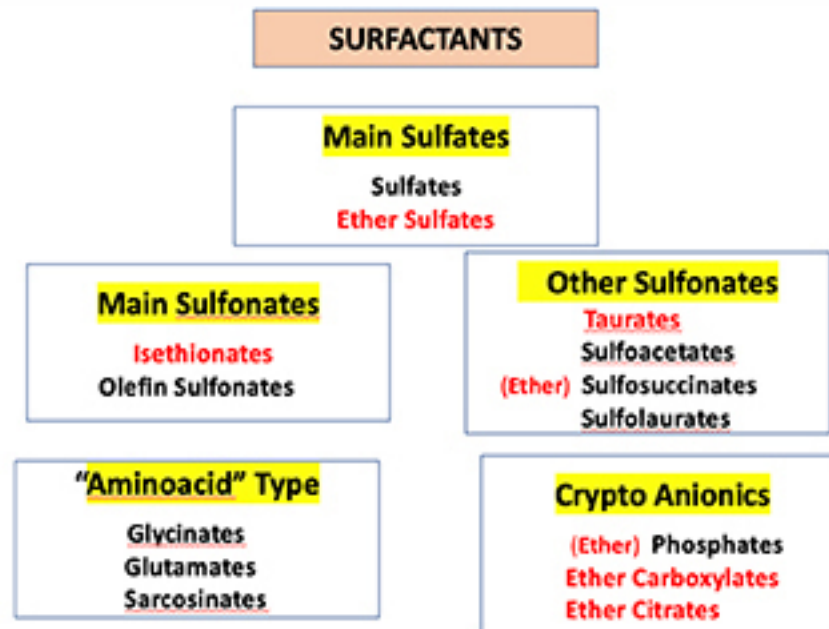 SURFACTANTS
Main Sulfates
Sulfates
Ether Sulfates
Main Sulfonates
Isethionates
Olefin Sulfonates
Other Sulfonates
Taurates
Sulfoacetates
(Ether) Sulfosuccinates
Sulfolaurates
“Aminoacid” Type
Glycinates
Glutamates
Sarcosinates
Crypto Anionics
(Ether) Phosphates
Ether Carboxylates
Ether Citrates